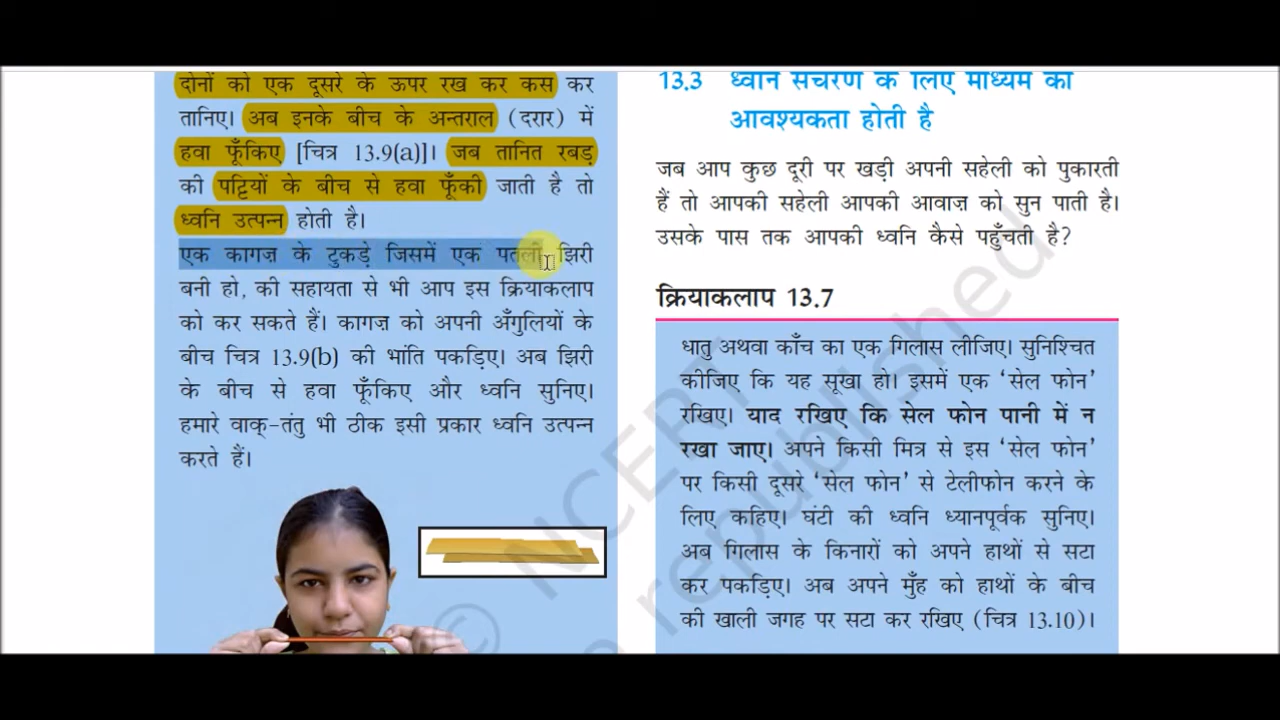 दोनों को एक दूसरे के ऊपर रख कर कस कर
तानिए। अब इनके बीच के अन्तराल (दरार) में
हवा फूँकिए [चित्र 13.9(a)]। जब तानित रबड़
की पट्टियों के बीच से हवा फूँकी जाती है तो
ध्वनि उत्पन्न होती है।
एक कागज़ के टुकड़े जिसमें एक पतली झिरी
बनी हो, की सहायता से भी आप इस क्रियाकलाप
को कर सकते हैं। कागज़ को अपनी अँगुलियों के
बीच चित्र 13.9(b) की भांति पकड़िए। अब झिरी
के बीच से हवा फूँकिए और ध्वनि सुनिए।
हमारे वाक्-तंतु भी ठीक इसी प्रकार ध्वनि उत्पन्न
करते हैं।
13.3 ध्वनि संचरण के लिए माध्यम की
आवश्यकता होती है
जब आप कुछ दूरी पर खड़ी अपनी सहेली को पुकारती
हैं तो आपकी सहेली आपकी आवाज़ को सुन पाती है।
उसके पास तक आपकी ध्वनि कैसे पहुँचती है?
क्रियाकलाप 13.7
धातु अथवा काँच का एक गिलास लीजिए। सुनिश्चित
कीजिए कि यह सूखा हो। इसमें एक ‘सेल फोन’
रखिए। याद रखिए कि सेल फोन पानी में न
रखा जाए। अपने किसी मित्र से इस ‘सेल फोन’
पर किसी दूसरे ‘सेल फोन’ से टेलीफोन करने के
लिए कहिए। घंटी की ध्वनि ध्यानपूर्वक सुनिए।
अब गिलास के किनारों को अपने हाथों से सटा
कर पकड़िए। अब अपने मुँह को हाथों के बीच
की खाली जगह पर सटा कर रखिए (चित्र 13.10)।
© NCERT
republished